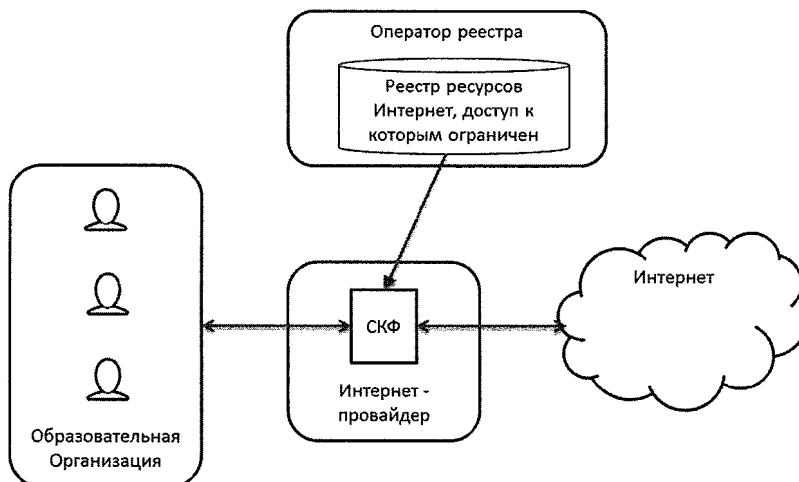 Оператор реестра
Реестр ресурсов
Интернет, доступ к
которым ограничен
Интернет
СКФ
Интернет -
провайдер
Образовательная
Организация